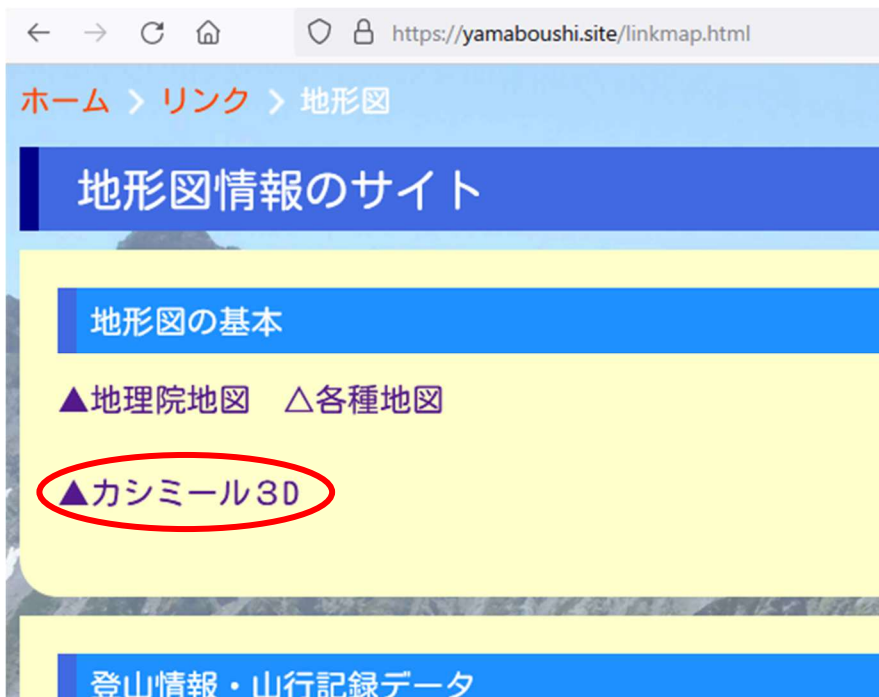 https://yamaboushi.site/linkmap.html
ホーム > リンク > 地形図
地形図情報のサイト
地形図の基本
▲地理院地図 △各種地図
▲カシミール３D
登山情報・山行記録データ